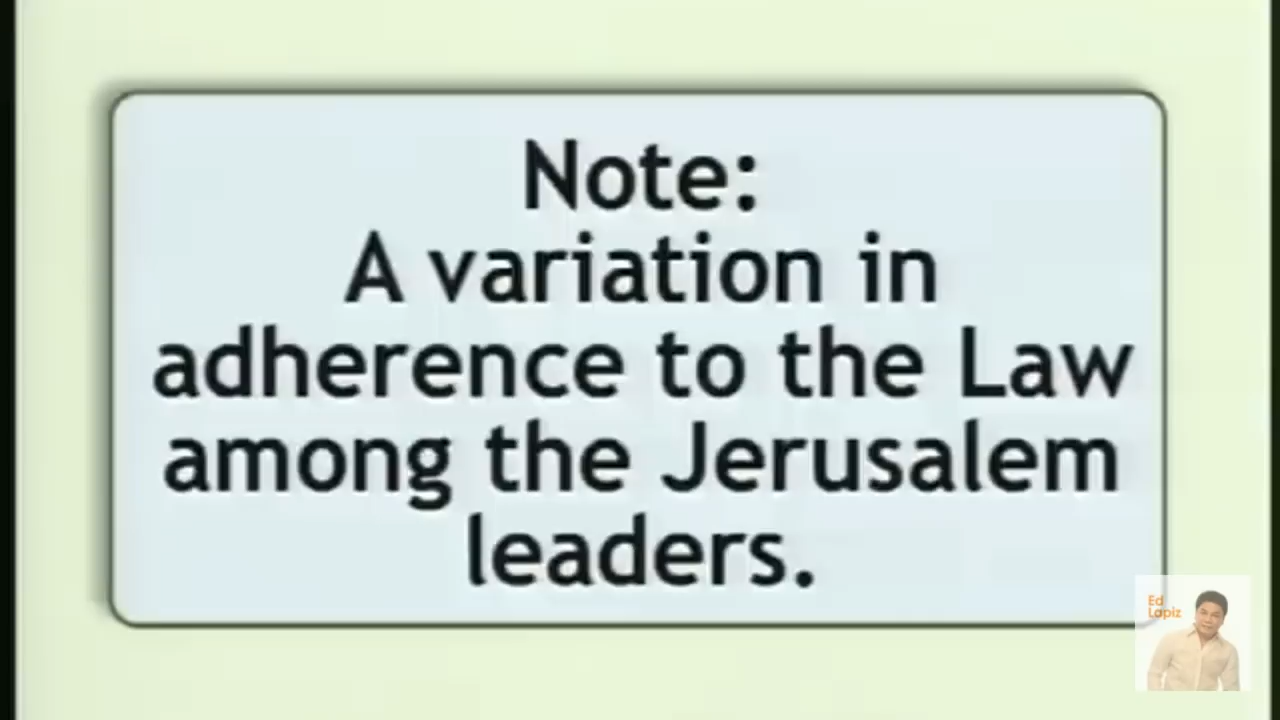 Note:
A variation in
adherence to the Law
among the Jerusalem
leaders.
Ed
Lapiz